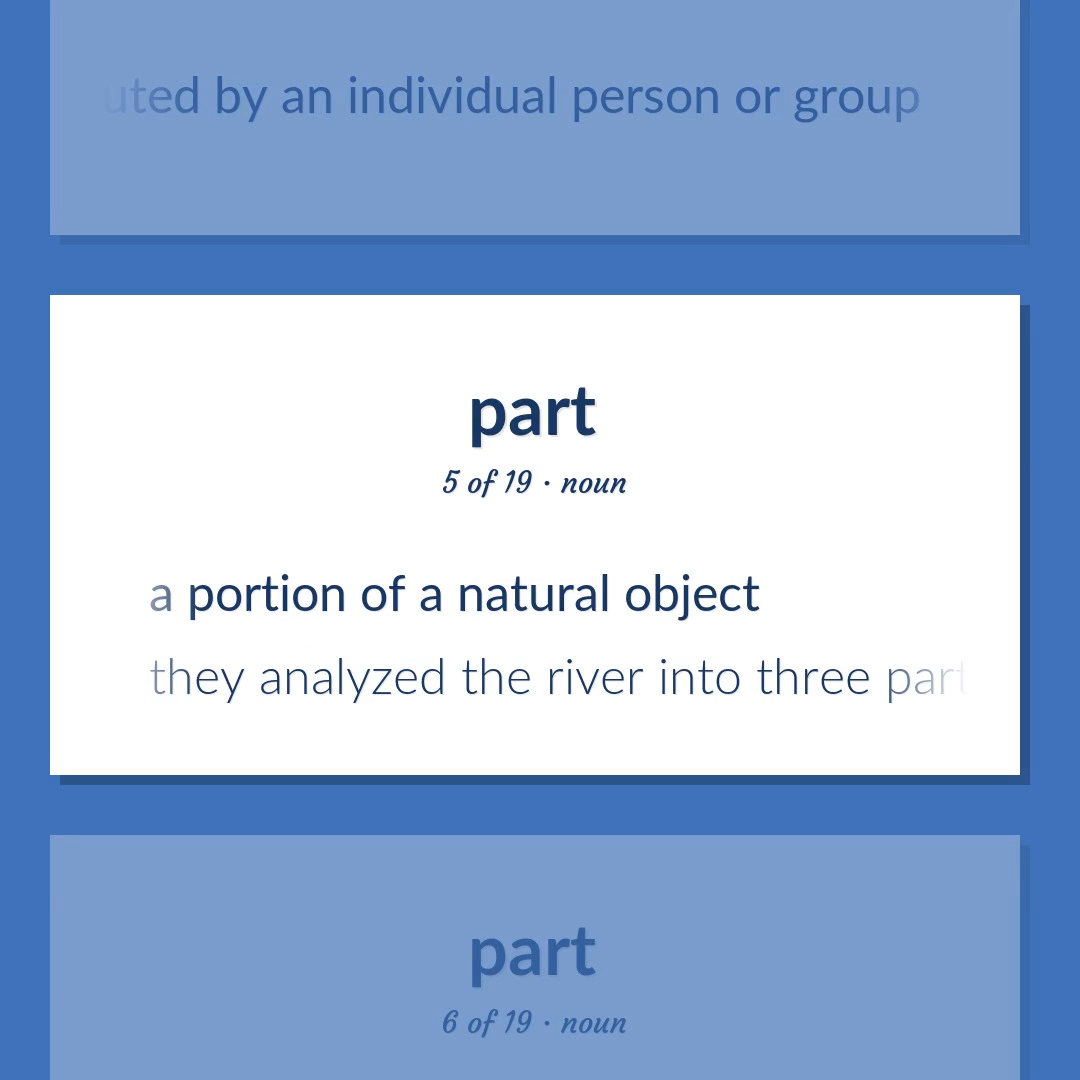 uted by an individual person or group
part
5 of 19 · noun
a portion of a natural object
they analyzed the river into three part
part
6 of 19 · noun